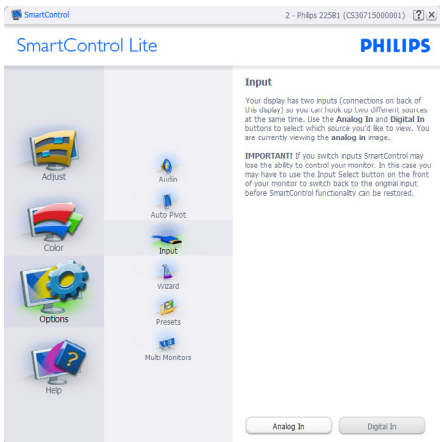 SmartControl
2 - Philips 225B1 (CS30715000001)
SmartControl Lite
PHILIPS
Adjust
Color
Options
Help
Audio
Auto Pivot
Input
Wizard
Presets
Multi Monitors
Input
Your display has two inputs (connections on back of
this display) so you can hook up two different sources
at the same time. Use the Analog In and Digital In
buttons to select which source you'd like to view. You
are currently viewing the analog in image.
IMPORTANT! If you switch inputs SmartControl may
lose the ability to control your monitor. In this case you
may have to use the Input Select button on the front
of your monitor to switch back to the original input
before SmartControl functionality can be restored.
Analog In
Digital In